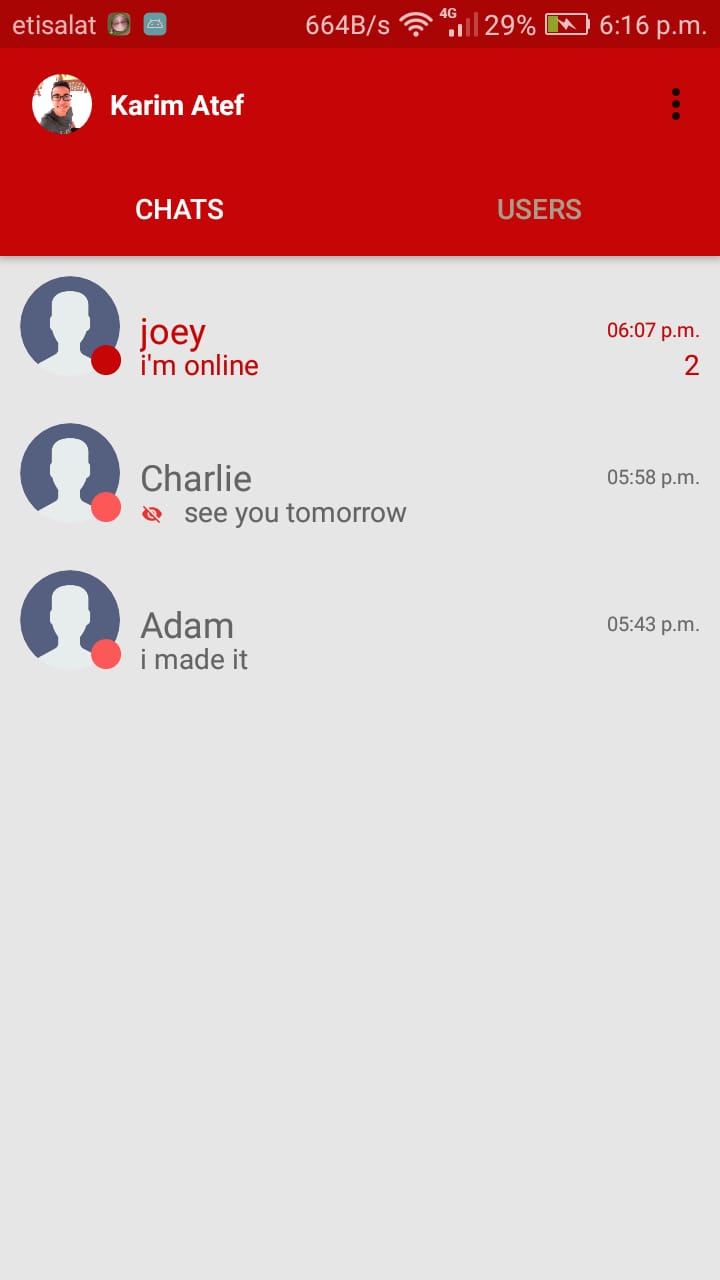 etisalat 664B/s 4G 29% 6:16 p.m.
Karim Atef
CHATS USERS
joey 06:07 p.m.
i'm online 2
Charlie 05:58 p.m.
see you tomorrow
Adam 05:43 p.m.
i made it